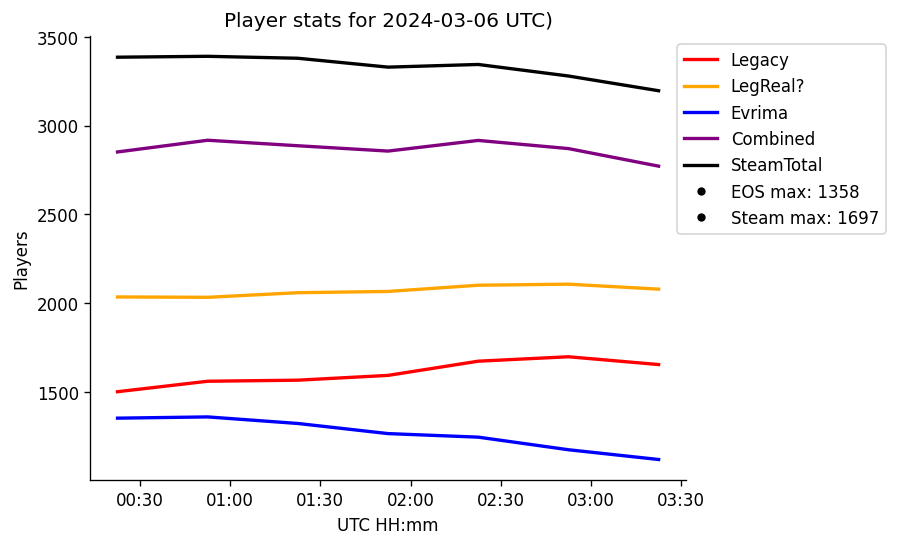 Player stats for 2024-03-06 UTC)
3500
3000
2500
2000
1500
Players
00:30 01:00 01:30 02:00 02:30 03:00 03:30
UTC HH:mm
Legacy
LegReal?
Evrima
Combined
SteamTotal
EOS max: 1358
Steam max: 1697